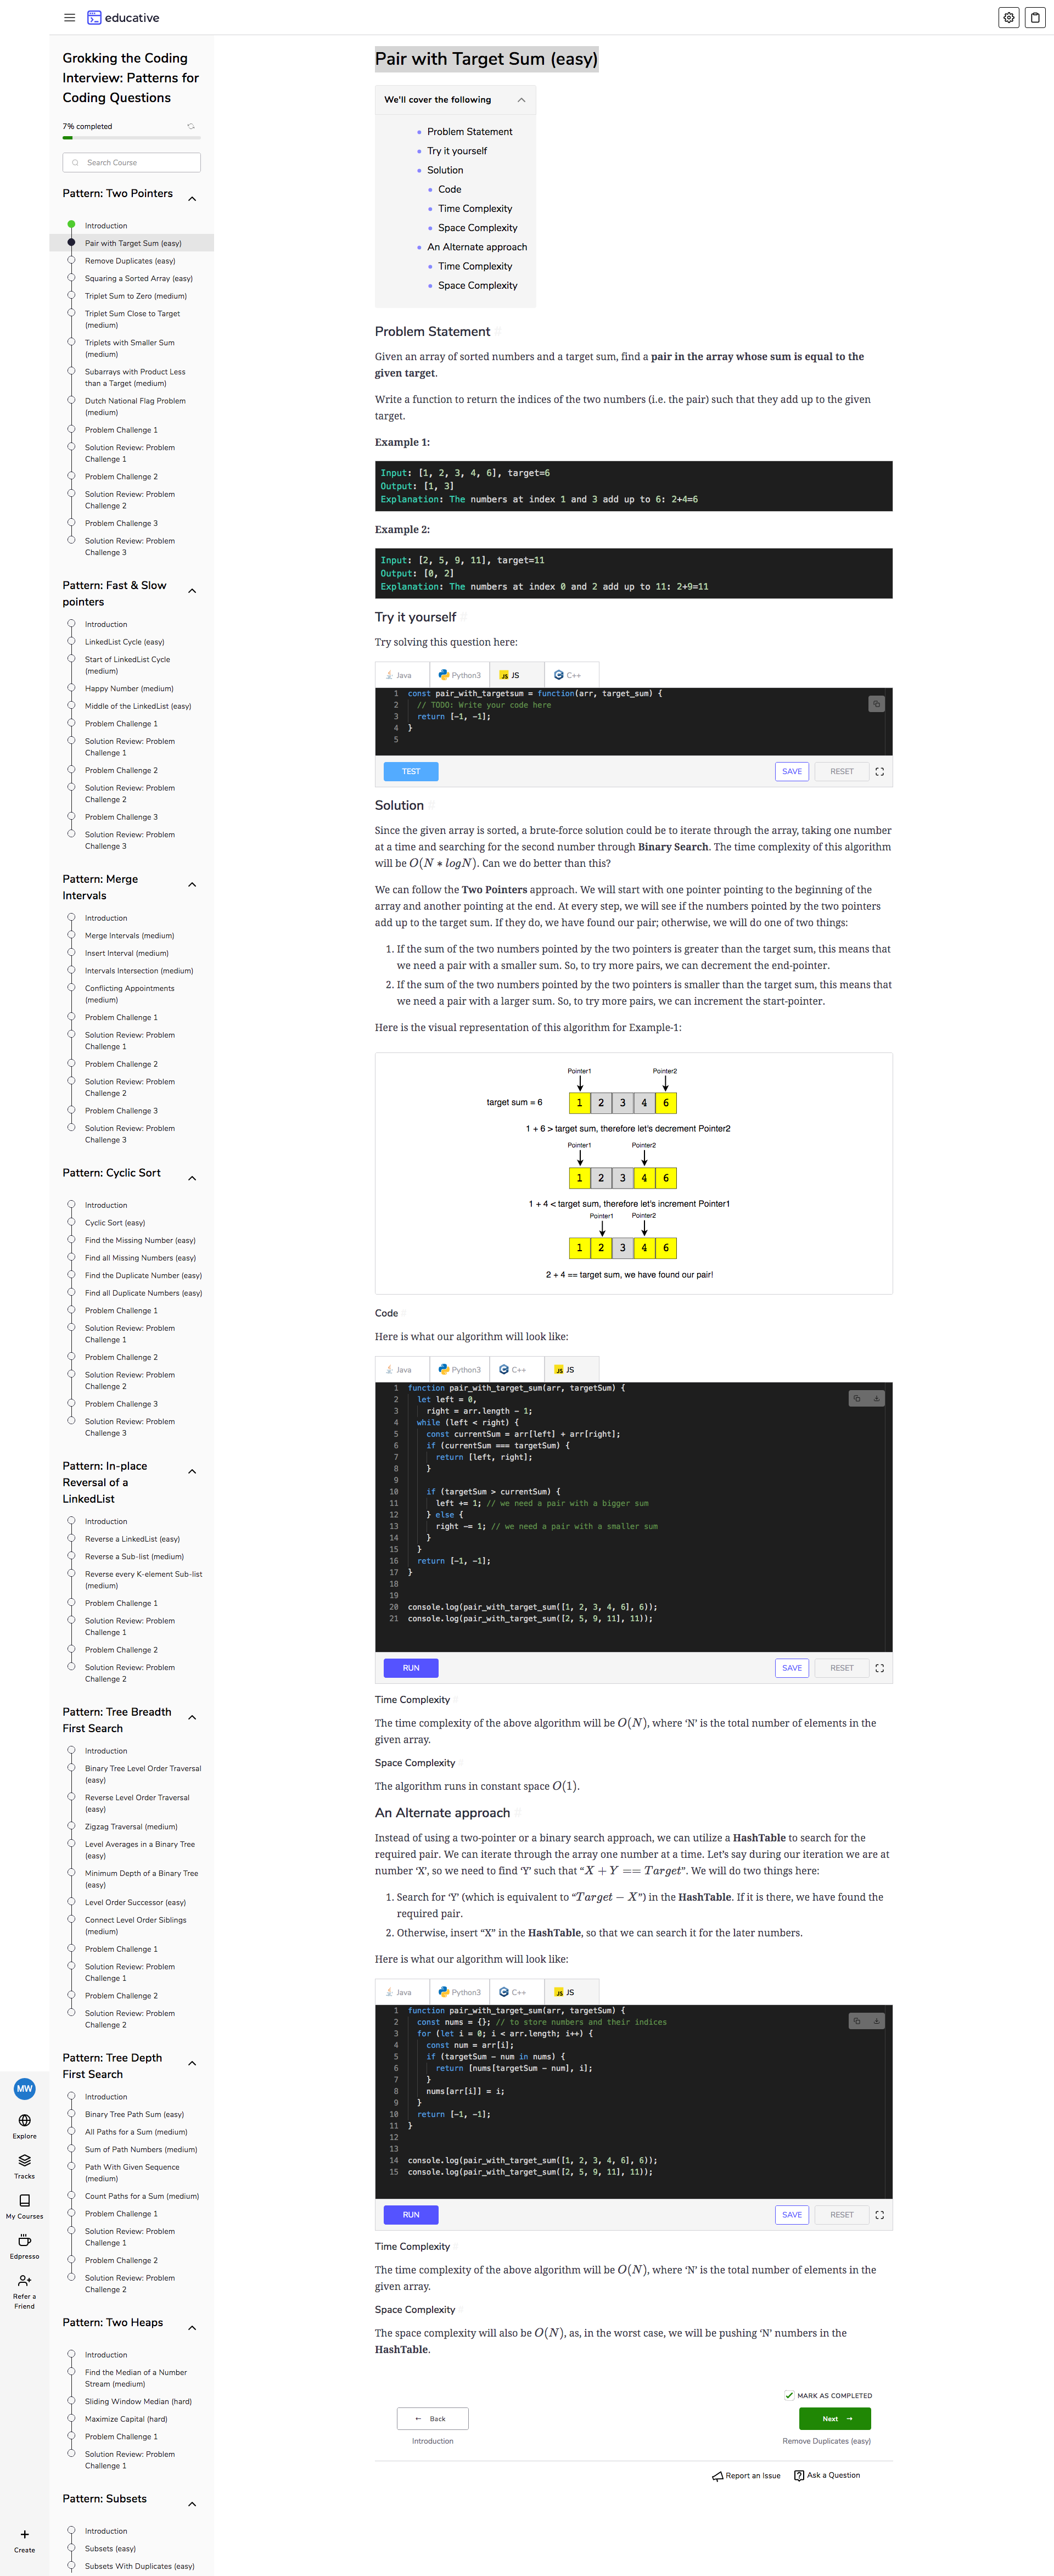 educative
Grokking the Coding
Interview: Patterns for
Coding Questions
7% completed
Search Course
Pattern: Two Pointers
Introduction
Pair with Target Sum (easy)
Remove Duplicates (easy)
Squaring a Sorted Array (easy)
Triplet Sum to Zero (medium)
Triplet Sum Close to Target
(medium)
Triplets with Smaller Sum
(medium)
Subarrays with Product Less
than a Target (medium)
Dutch National Flag Problem
(medium)
Problem Challenge 1
Solution Review: Problem
Challenge 1
Problem Challenge 2
Solution Review: Problem
Challenge 2
Problem Challenge 3
Solution Review: Problem
Challenge 3
Pattern: Fast & Slow
pointers
Introduction
LinkedList Cycle (easy)
Start of LinkedList Cycle
(medium)
Happy Number (medium)
Middle of the LinkedList (easy)
Problem Challenge 1
Solution Review: Problem
Challenge 1
Problem Challenge 2
Solution Review: Problem
Challenge 2
Problem Challenge 3
Solution Review: Problem
Challenge 3
Pattern: Merge
Intervals
Introduction
Merge Intervals (medium)
Insert Interval (medium)
Intervals Intersection (medium)
Conflicting Appointments
(medium)
Problem Challenge 1
Solution Review: Problem
Challenge 1
Problem Challenge 2
Solution Review: Problem
Challenge 2
Problem Challenge 3
Solution Review: Problem
Challenge 3
Pattern: Cyclic Sort
Introduction
Cyclic Sort (easy)
Find the Missing Number (easy)
Find all Missing Numbers (easy)
Find the Duplicate Number (easy)
Find all Duplicate Numbers (easy)
Problem Challenge 1
Solution Review: Problem
Challenge 1
Problem Challenge 2
Solution Review: Problem
Challenge 2
Problem Challenge 3
Solution Review: Problem
Challenge 3
Pattern: In-place
Reversal of a
LinkedList
Introduction
Reverse a LinkedList (easy)
Reverse a Sub-list (medium)
Reverse every K-element Sub-list
(medium)
Problem Challenge 1
Solution Review: Problem
Challenge 1
Problem Challenge 2
Solution Review: Problem
Challenge 2
Pattern: Tree Breadth
First Search
Introduction
Binary Tree Level Order Traversal
(easy)
Reverse Level Order Traversal
(easy)
Zigzag Traversal (medium)
Level Averages in a Binary Tree
(easy)
Minimum Depth of a Binary Tree
(easy)
Level Order Successor (easy)
Connect Level Order Siblings
(medium)
Problem Challenge 1
Solution Review: Problem
Challenge 1
Problem Challenge 2
Solution Review: Problem
Challenge 2
Pattern: Tree Depth
First Search
Introduction
Binary Tree Path Sum (easy)
All Paths for a Sum (medium)
Sum of Path Numbers (medium)
Path With Given Sequence
(medium)
Count Paths for a Sum (medium)
Problem Challenge 1
Solution Review: Problem
Challenge 1
Problem Challenge 2
Solution Review: Problem
Challenge 2
Pattern: Two Heaps
Introduction
Find the Median of a Number
Stream (medium)
Sliding Window Median (hard)
Maximize Capital (hard)
Problem Challenge 1
Solution Review: Problem
Challenge 1
Pattern: Subsets
Introduction
Subsets (easy)
Subsets With Duplicates (easy)
MW
Explore
Tracks
My Courses
Edpresso
Refer a
Friend
Create
Pair with Target Sum (easy)
We'll cover the following
Problem Statement
Try it yourself
Solution
Code
Time Complexity
Space Complexity
An Alternate approach
Time Complexity
Space Complexity
Problem Statement
Given an array of sorted numbers and a target sum, find a pair in the array whose sum is equal to the
given target.
Write a function to return the indices of the two numbers (i.e. the pair) such that they add up to the given
target.
Example 1:
Input: [1, 2, 3, 4, 6], target=6
Output: [1, 3]
Explanation: The numbers at index 1 and 3 add up to 6: 2+4=6
Example 2:
Input: [2, 5, 9, 11], target=11
Output: [0, 2]
Explanation: The numbers at index 0 and 2 add up to 11: 2+9=11
Try it yourself
Try solving this question here:
Java Python3 JS C++
1 const pair_with_targetsum = function(arr, target_sum) {
2 // TODO: Write your code here
3 return [-1, -1];
4 }
5
TEST SAVE RESET
Solution
Since the given array is sorted, a brute-force solution could be to iterate through the array, taking one number
at a time and searching for the second number through Binary Search. The time complexity of this algorithm
will be O(N * logN). Can we do better than this?
We can follow the Two Pointers approach. We will start with one pointer pointing to the beginning of the
array and another pointing at the end. At every step, we will see if the numbers pointed by the two pointers
add up to the target sum. If they do, we have found our pair; otherwise, we will do one of two things:
1. If the sum of the two numbers pointed by the two pointers is greater than the target sum, this means that
we need a pair with a smaller sum. So, to try more pairs, we can decrement the end-pointer.
2. If the sum of the two numbers pointed by the two pointers is smaller than the target sum, this means that
we need a pair with a larger sum. So, to try more pairs, we can increment the start-pointer.
Here is the visual representation of this algorithm for Example-1:
Pointer1 Pointer2
target sum = 6 1 2 3 4 6
1 + 6 > target sum, therefore let's decrement Pointer2
Pointer1 Pointer2
1 2 3 4 6
1 + 4 < target sum, therefore let's increment Pointer1
Pointer1 Pointer2
1 2 3 4 6
2 + 4 == target sum, we have found our pair!
Code
Here is what our algorithm will look like:
Java Python3 C++ JS
1 function pair_with_target_sum(arr, targetSum) {
2 let left = 0,
3 right = arr.length - 1;
4 while (left < right) {
5 const currentSum = arr[left] + arr[right];
6 if (currentSum === targetSum) {
7 return [left, right];
8 }
9
10 if (targetSum > currentSum) {
11 left += 1; // we need a pair with a bigger sum
12 } else {
13 right -= 1; // we need a pair with a smaller sum
14 }
15 }
16 return [-1, -1];
17 }
18
19
20 console.log(pair_with_target_sum([1, 2, 3, 4, 6], 6));
21 console.log(pair_with_target_sum([2, 5, 9, 11], 11));
RUN SAVE RESET
Time Complexity
The time complexity of the above algorithm will be O(N), where ‘N’ is the total number of elements in the
given array.
Space Complexity
The algorithm runs in constant space O(1).
An Alternate approach
Instead of using a two-pointer or a binary search approach, we can utilize a HashTable to search for the
required pair. We can iterate through the array one number at a time. Let’s say during our iteration we are at
number ‘X’, so we need to find ‘Y’ such that “X + Y == Target”. We will do two things here:
1. Search for ‘Y’ (which is equivalent to “Target − X”) in the HashTable. If it is there, we have found the
required pair.
2. Otherwise, insert “X” in the HashTable, so that we can search it for the later numbers.
Here is what our algorithm will look like:
Java Python3 C++ JS
1 function pair_with_target_sum(arr, targetSum) {
2 const nums = {}; // to store numbers and their indices
3 for (let i = 0; i < arr.length; i++) {
4 const num = arr[i];
5 if (targetSum - num in nums) {
6 return [nums[targetSum - num], i];
7 }
8 nums[arr[i]] = i;
9 }
10 return [-1, -1];
11 }
12
13
14 console.log(pair_with_target_sum([1, 2, 3, 4, 6], 6));
15 console.log(pair_with_target_sum([2, 5, 9, 11], 11));
RUN SAVE RESET
Time Complexity
The time complexity of the above algorithm will be O(N), where ‘N’ is the total number of elements in the
given array.
Space Complexity
The space complexity will also be O(N), as, in the worst case, we will be pushing ‘N’ numbers in the
HashTable.
MARK AS COMPLETED
← Back Next →
Introduction Remove Duplicates (easy)
Report an Issue Ask a Question